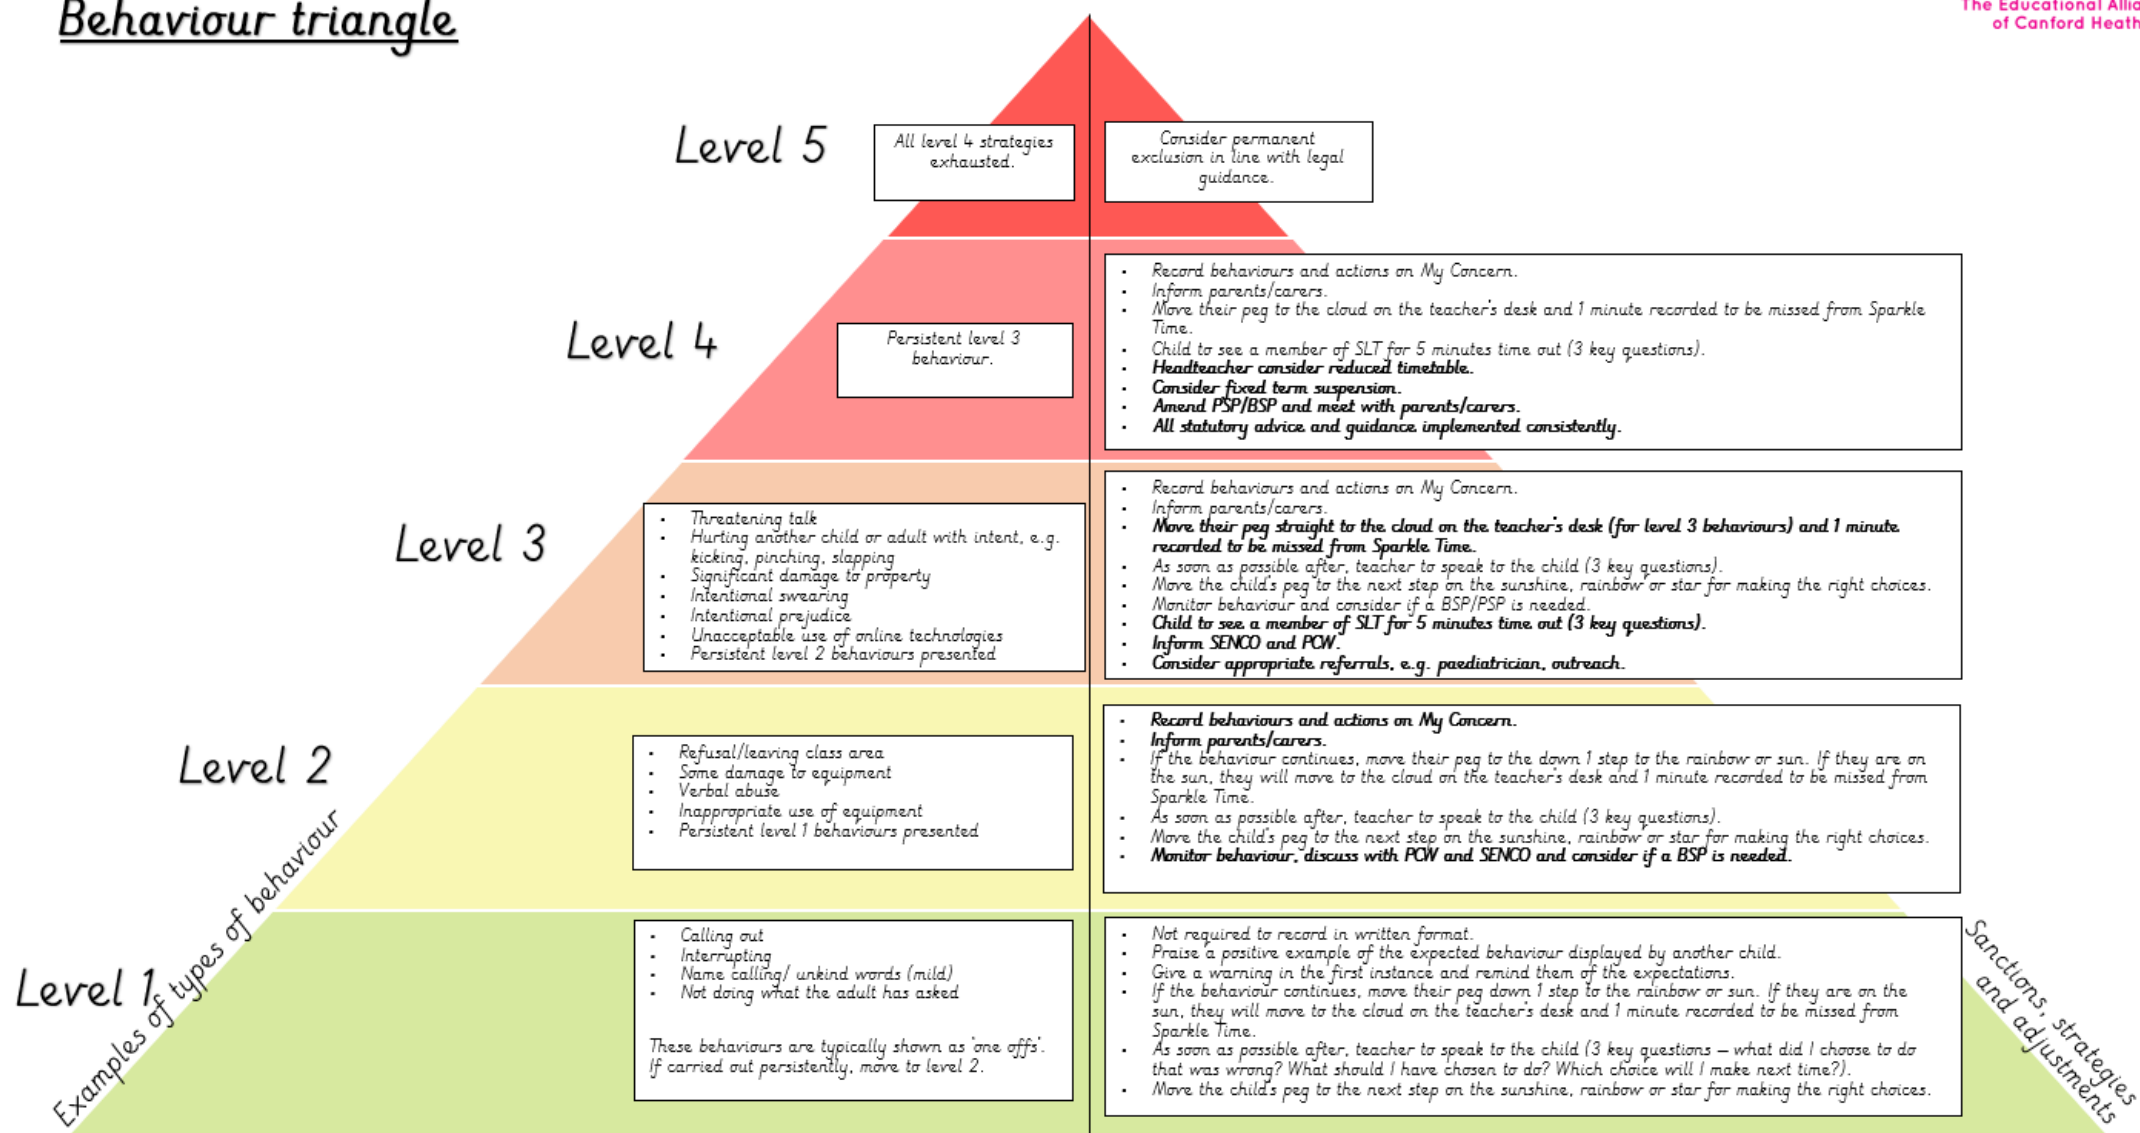 Behaviour triangle
The Educational Allia
of Canford Heath
Level 5
All level 4 strategies
exhausted.
Consider permanent
exclusion in line with legal
guidance.
Level 4
Persistent level 3
behaviour.
• Record behaviours and actions on My Concern.
• Inform parents/carers.
• Move their peg to the cloud on the teacher's desk and 1 minute recorded to be missed from Sparkle
Time.
• Child to see a member of SLT for 5 minutes time out (3 key questions).
• Headteacher consider reduced timetable.
• Consider fixed term suspension.
• Amend PSP/BSP and meet with parents/carers.
• All statutory advice and guidance implemented consistently.
Level 3
• Threatening talk
• Hurting another child or adult with intent, e.g.
kicking, pinching, slapping
• Significant damage to property
• Intentional swearing
• Intentional prejudice
• Unacceptable use of online technologies
• Persistent level 2 behaviours presented
• Record behaviours and actions on My Concern.
• Inform parents/carers.
• Move their peg straight to the cloud on the teacher's desk (for level 3 behaviours) and 1 minute
recorded to be missed from Sparkle Time.
• As soon as possible after, teacher to speak to the child (3 key questions).
• Move the child's peg to the next step on the sunshine, rainbow or star for making the right choices.
• Monitor behaviour and consider if a BSP/PSP is needed.
• Child to see a member of SLT for 5 minutes time out (3 key questions).
• Inform SENCO and PCW.
• Consider appropriate referrals, e.g. paediatrician, outreach.
Level 2
• Refusal/leaving class area
• Some damage to equipment
• Verbal abuse
• Inappropriate use of equipment
• Persistent level 1 behaviours presented
• Record behaviours and actions on My Concern.
• Inform parents/carers.
• If the behaviour continues, move their peg to the down 1 step to the rainbow or sun. If they are on
the sun, they will move to the cloud on the teacher's desk and 1 minute recorded to be missed from
Sparkle Time.
• As soon as possible after, teacher to speak to the child (3 key questions).
• Move the child's peg to the next step on the sunshine, rainbow or star for making the right choices.
• Monitor behaviour, discuss with PCW and SENCO and consider if a BSP is needed.
Level 1
• Calling out
• Interrupting
• Name calling/ unkind words (mild)
• Not doing what the adult has asked
These behaviours are typically shown as 'one offs'.
If carried out persistently, move to level 2.
• Not required to record in written format.
• Praise a positive example of the expected behaviour displayed by another child.
• Give a warning in the first instance and remind them of the expectations.
• If the behaviour continues, move their peg down 1 step to the rainbow or sun. If they are on the
sun, they will move to the cloud on the teacher's desk and 1 minute recorded to be missed from
Sparkle Time.
• As soon as possible after, teacher to speak to the child (3 key questions – what did I choose to do
that was wrong? What should I have chosen to do? Which choice will I make next time?).
• Move the child's peg to the next step on the sunshine, rainbow or star for making the right choices.
Examples of types of behaviour
Sanctions, strategies
and adjustments